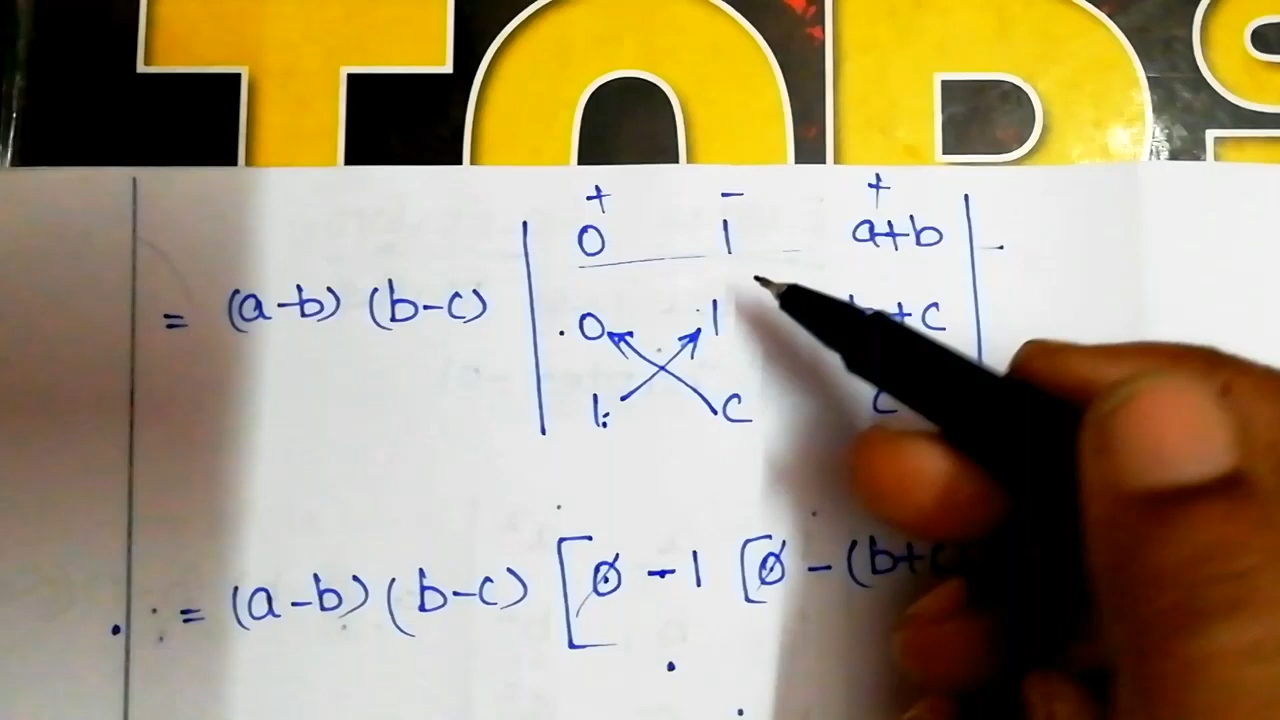 TOPS
+ - +
0 1 a+b
= (a-b) (b-c) 0 1 b+c
1 c c
= (a-b) (b-c) [0 - 1 [0 - (b+c